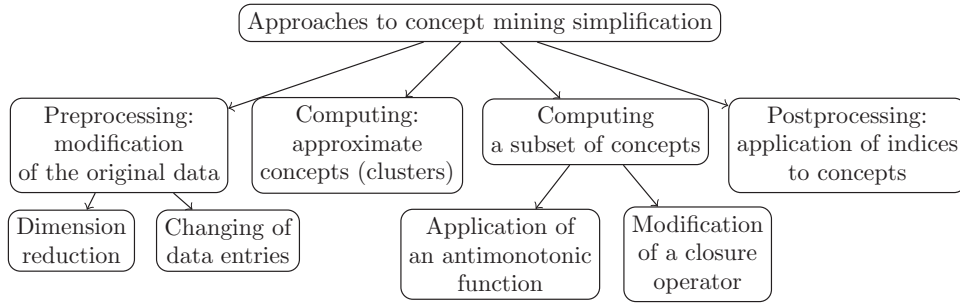 Approaches to concept mining simplification
Preprocessing:
modification
of the original data
Computing:
approximate
concepts (clusters)
Computing
a subset of concepts
Postprocessing:
application of indices
to concepts
Dimension
reduction
Changing of
data entries
Application of
an antimonotonic
function
Modification
of a closure
operator